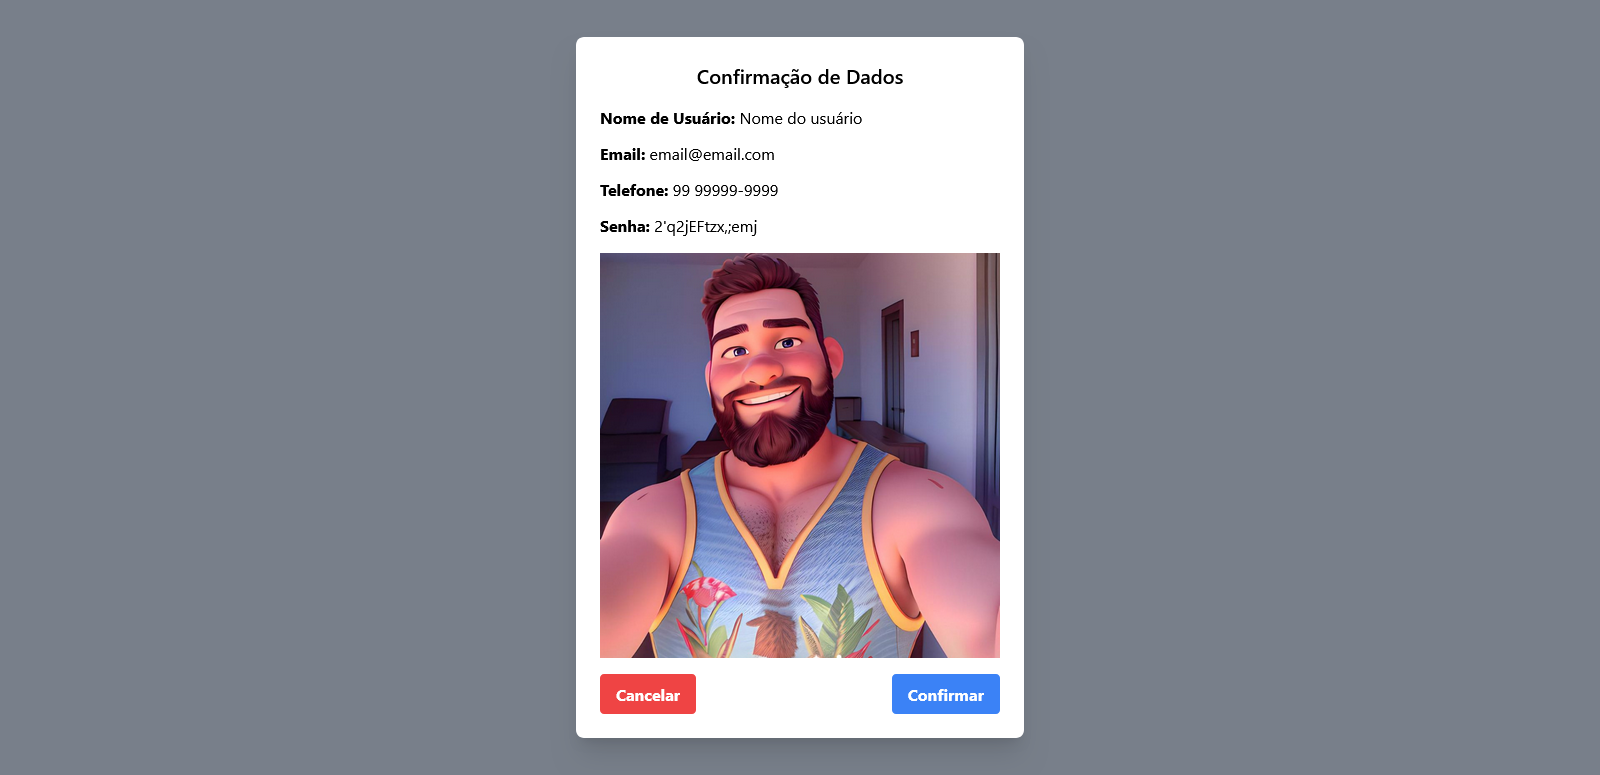 Confirmação de Dados
Nome de Usuário: Nome do usuário
Email: email@email.com
Telefone: 99 99999-9999
Senha: 2'q2jEFtzx,;emj
Cancelar
Confirmar